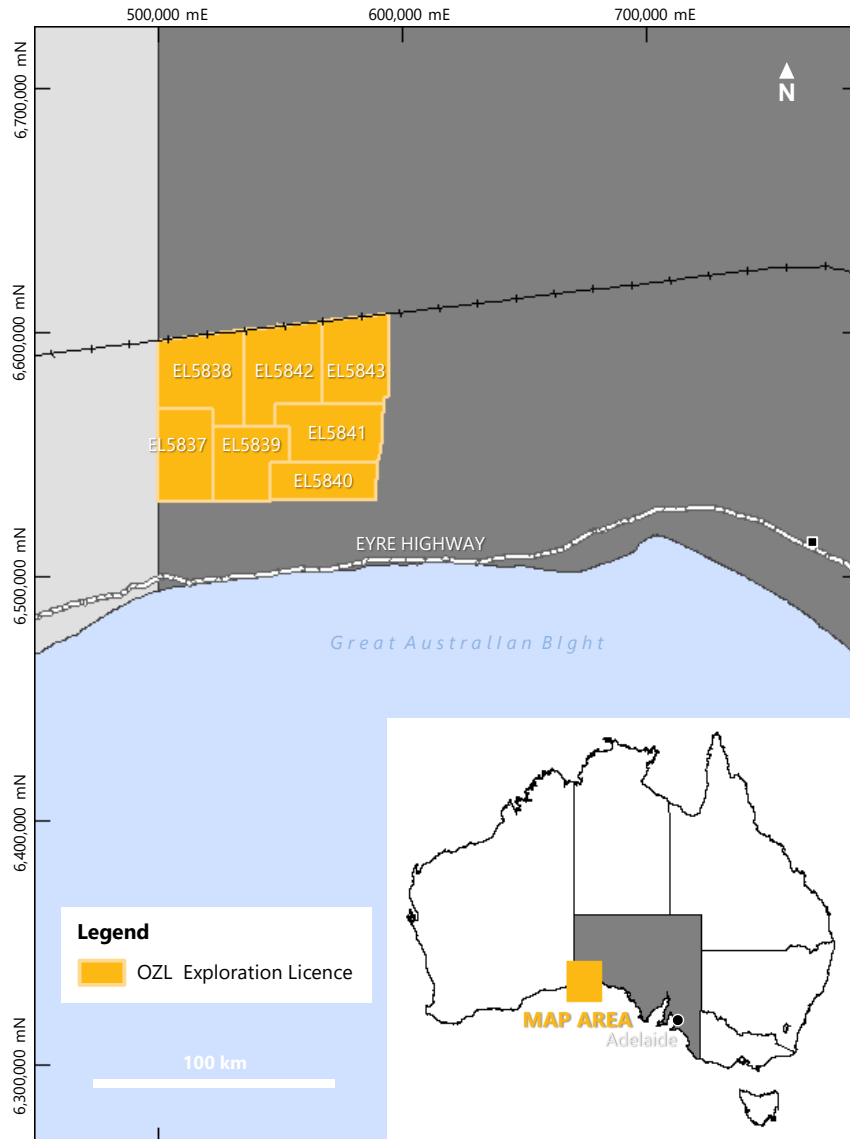 500,000 mE
600,000 mE
700,000 mE
6,700,000 mN
N
6,600,000 mN
EL5838
EL5842
EL5843
EL5837
EL5839
EL5841
EL5840
EYRE HIGHWAY
6,500,000 mN
Great Australian Bight
6,400,000 mN
Legend
OZL Exploration Licence
MAP AREA
Adelaide
100 km
6,300,000 mN